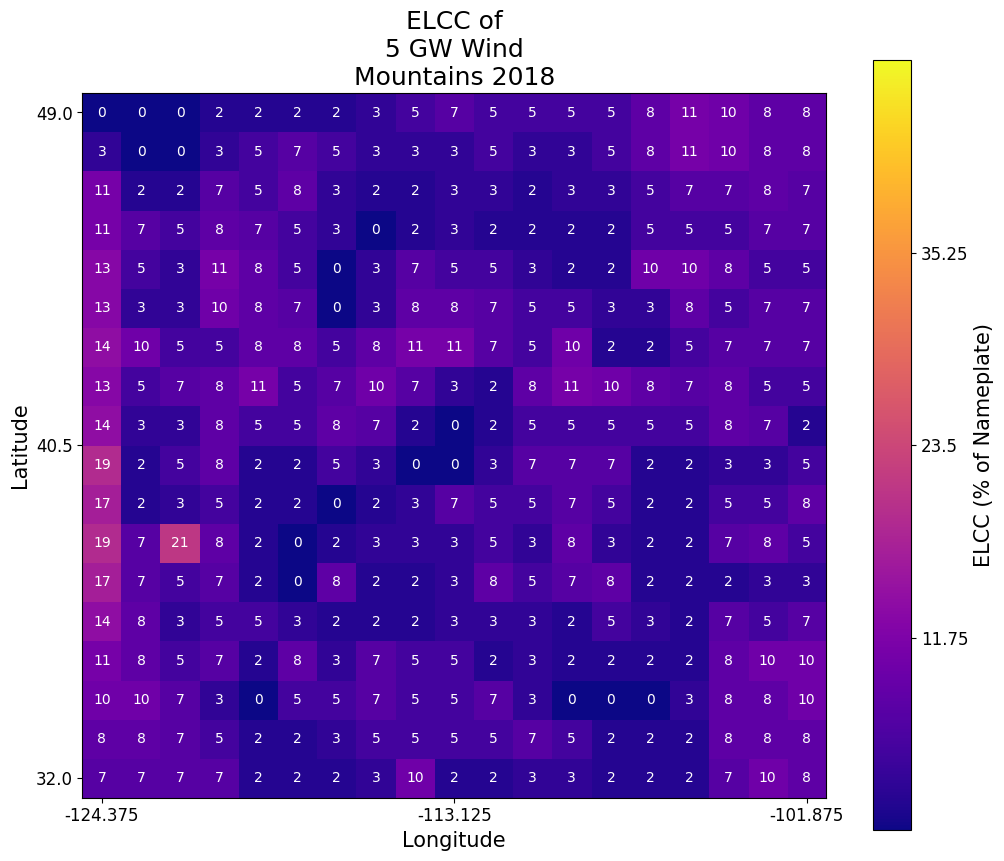 ELCC of
5 GW Wind
Mountains 2018
49.0
0 0 0 2 2 2 2 3 5 7 5 5 5 5 8 11 10 8 8
3 0 0 3 5 7 5 3 3 3 5 3 3 5 8 11 10 8 8
11 2 2 7 5 8 3 2 2 3 3 2 3 3 5 7 7 8 7
11 7 5 8 7 5 3 0 2 3 2 2 2 2 5 5 5 7 7
13 5 3 11 8 5 0 3 7 5 5 3 2 2 10 10 8 5 5
13 3 3 10 8 7 0 3 8 8 7 5 5 3 3 8 5 7 7
14 10 5 5 8 8 5 8 11 11 7 5 10 2 2 5 7 7 7
13 5 7 8 11 5 7 10 7 3 2 8 11 10 8 7 8 5 5
40.5
14 3 3 8 5 5 8 7 2 0 2 5 5 5 5 5 8 7 2
19 2 5 8 2 2 5 3 0 0 3 7 7 7 2 2 3 3 5
17 2 3 5 2 2 0 2 3 7 5 5 7 5 2 2 5 5 8
19 7 21 8 2 0 2 3 3 3 5 3 8 3 2 2 7 8 5
17 7 5 7 2 0 8 2 2 3 8 5 7 8 2 2 2 3 3
14 8 3 5 5 3 2 2 2 3 3 3 2 5 3 2 7 5 7
11 8 5 7 2 8 3 7 5 5 2 3 2 2 2 2 8 10 10
10 10 7 3 0 5 5 7 5 5 7 3 0 0 0 3 8 8 10
8 8 7 5 2 2 3 5 5 5 5 7 5 2 2 2 8 8 8
32.0
7 7 7 7 2 2 2 3 10 2 2 3 3 2 2 2 7 10 8
-124.375
-113.125
-101.875
Longitude
Latitude
35.25
23.5
11.75
ELCC (% of Nameplate)